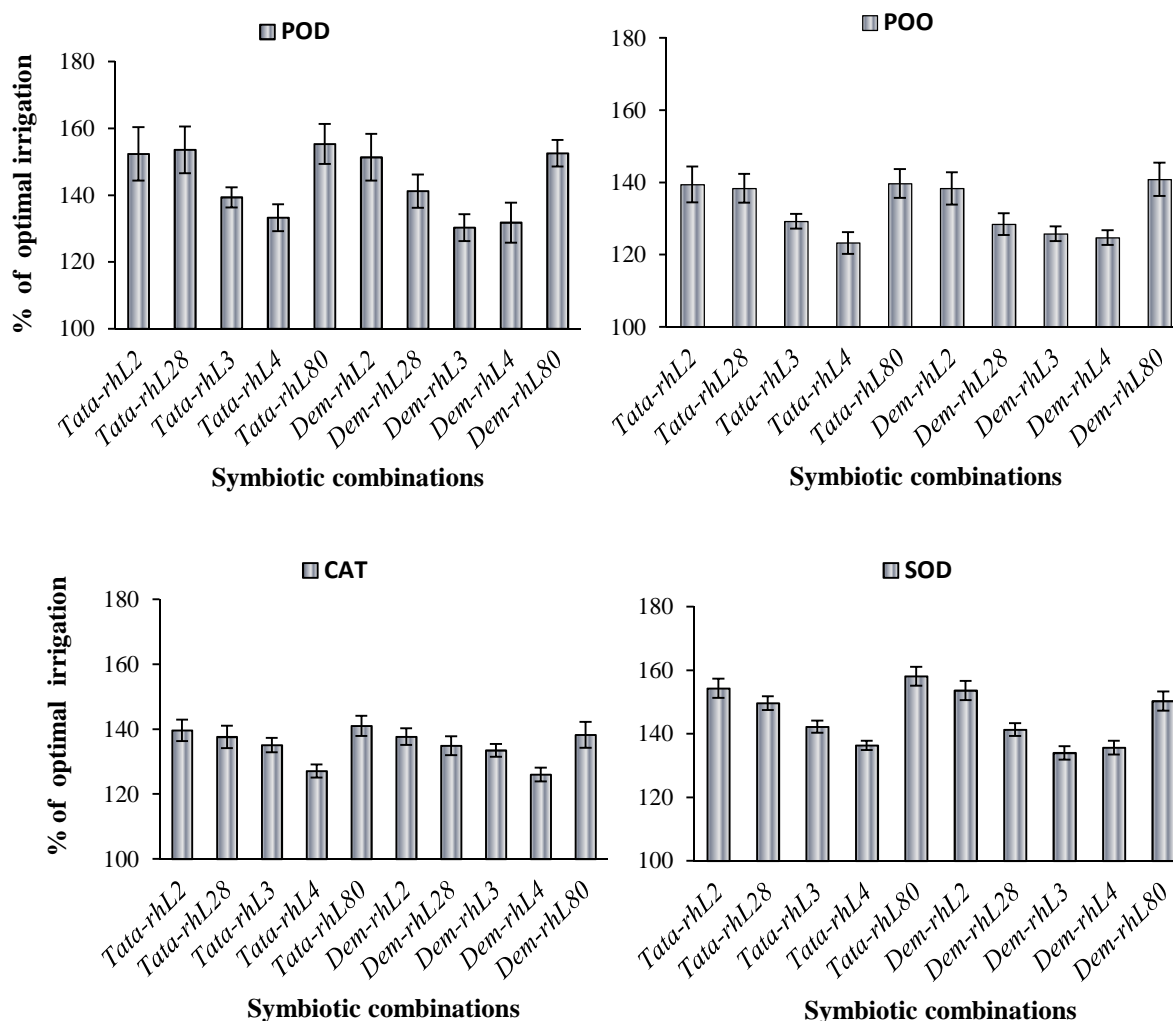 POD
% of optimal irrigation
180
160
140
120
100
Tata-rhL2
Tata-rhL28
Tata-rhL3
Tata-rhL4
Tata-rhL80
Dem-rhL2
Dem-rhL28
Dem-rhL3
Dem-rhL4
Dem-rhL80
Symbiotic combinations
POO
180
160
140
120
100
Tata-rhL2
Tata-rhL28
Tata-rhL3
Tata-rhL4
Tata-rhL80
Dem-rhL2
Dem-rhL28
Dem-rhL3
Dem-rhL4
Dem-rhL80
Symbiotic combinations
CAT
% of optimal irrigation
180
160
140
120
100
Tata-rhL2
Tata-rhL28
Tata-rhL3
Tata-rhL4
Tata-rhL80
Dem-rhL2
Dem-rhL28
Dem-rhL3
Dem-rhL4
Dem-rhL80
Symbiotic combinations
SOD
180
160
140
120
100
Tata-rhL2
Tata-rhL28
Tata-rhL3
Tata-rhL4
Tata-rhL80
Dem-rhL2
Dem-rhL28
Dem-rhL3
Dem-rhL4
Dem-rhL80
Symbiotic combinations